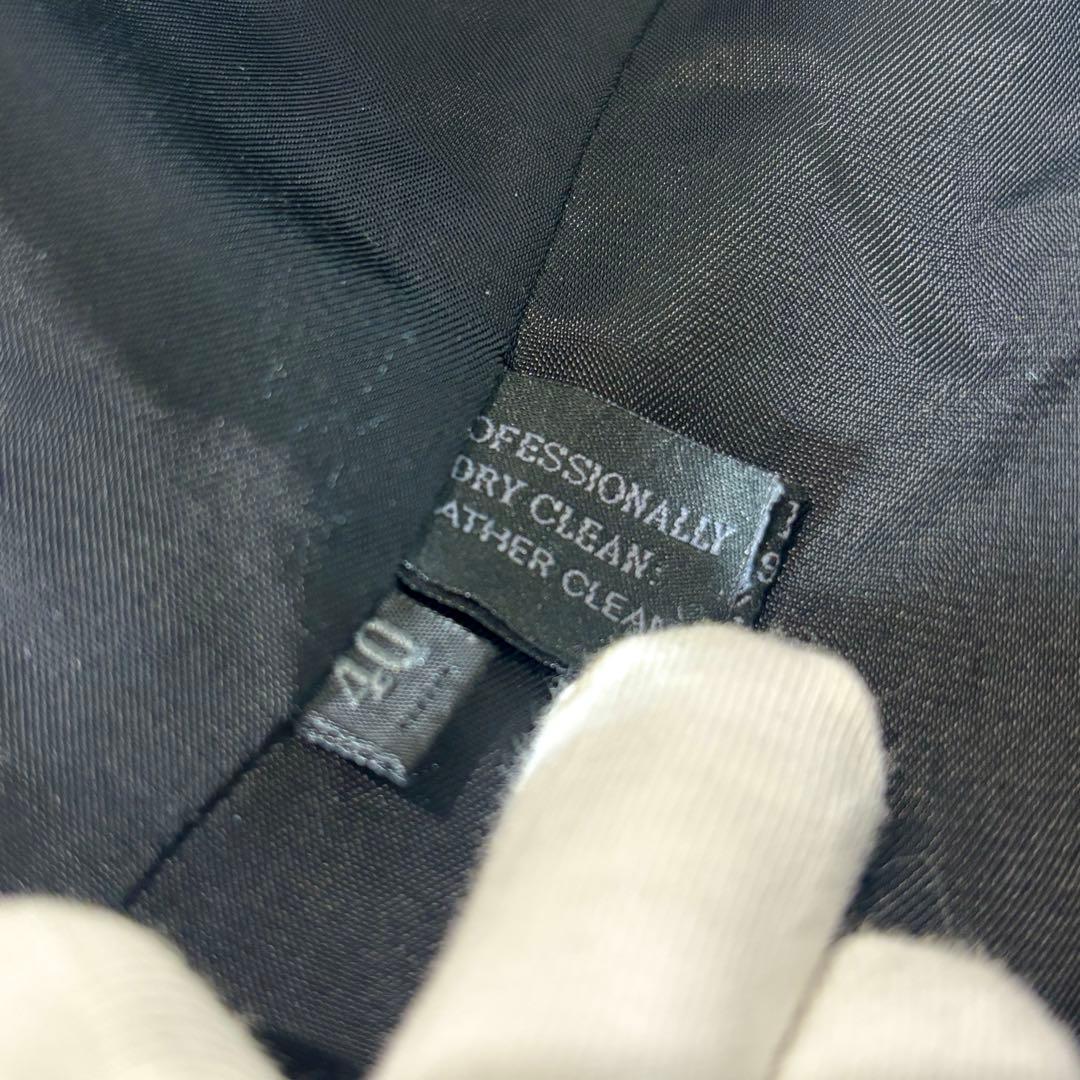 OFESSIONALLY
DRY CLEAN:
ATHER CLEAN
40